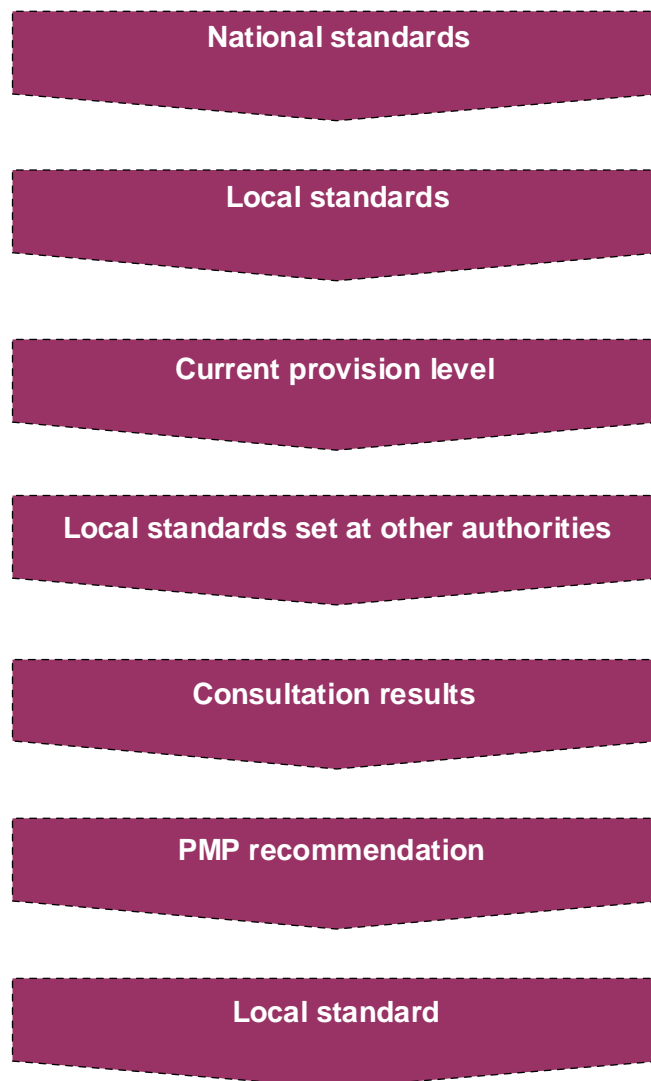 National standards
Local standards
Current provision level
Local standards set at other authorities
Consultation results
PMP recommendation
Local standard